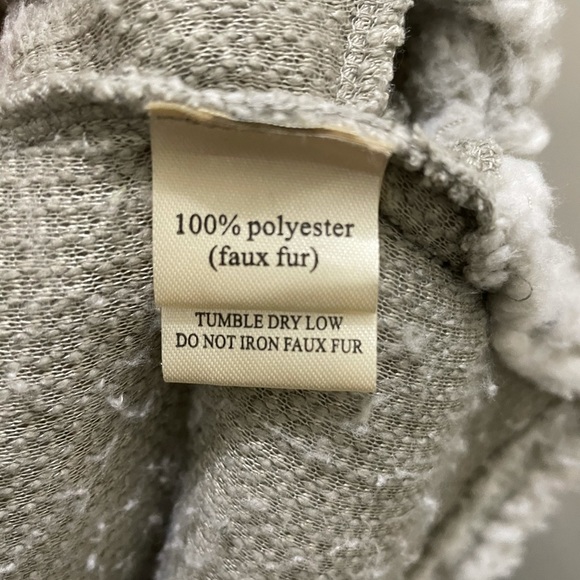 100% polyester
(faux fur)
TUMBLE DRY LOW
DO NOT IRON FAUX FUR